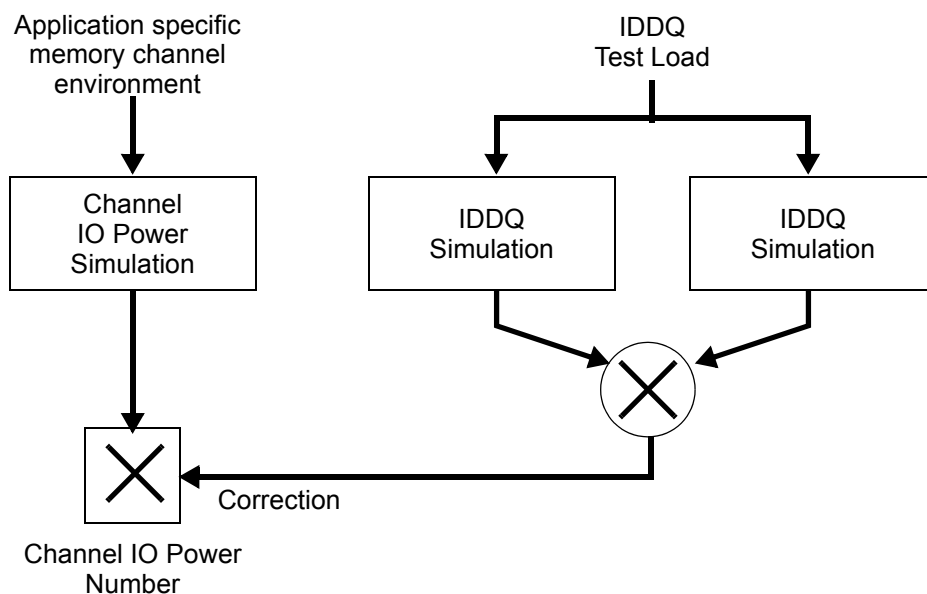 Application specific
memory channel
environment
IDDQ
Test Load
Channel
IO Power
Simulation
IDDQ
Simulation
IDDQ
Simulation
Correction
Channel IO Power
Number